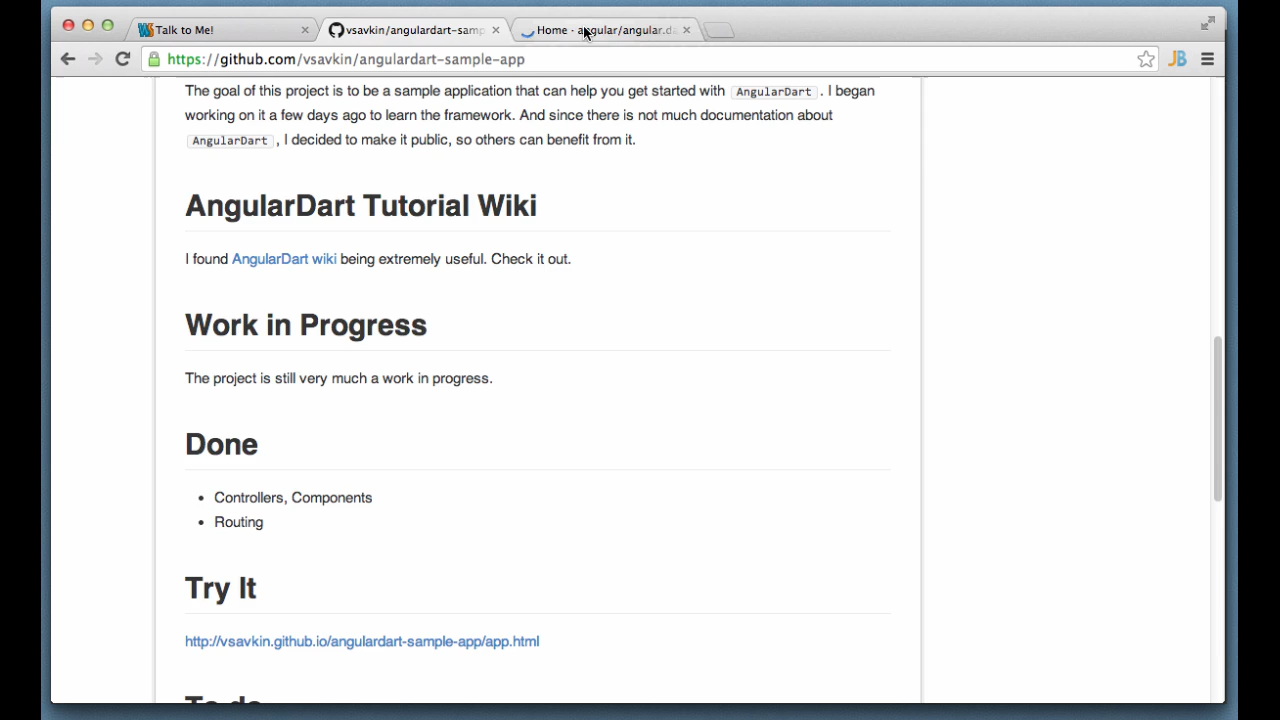 Talk to Me!
vsavkin/angulardart-samp
Home - angular/angular.da
https://github.com/vsavkin/angulardart-sample-app
JB
The goal of this project is to be a sample application that can help you get started with AngularDart . I began
working on it a few days ago to learn the framework. And since there is not much documentation about
AngularDart , I decided to make it public, so others can benefit from it.
AngularDart Tutorial Wiki
I found AngularDart wiki being extremely useful. Check it out.
Work in Progress
The project is still very much a work in progress.
Done
• Controllers, Components
• Routing
Try It
http://vsavkin.github.io/angulardart-sample-app/app.html
To do